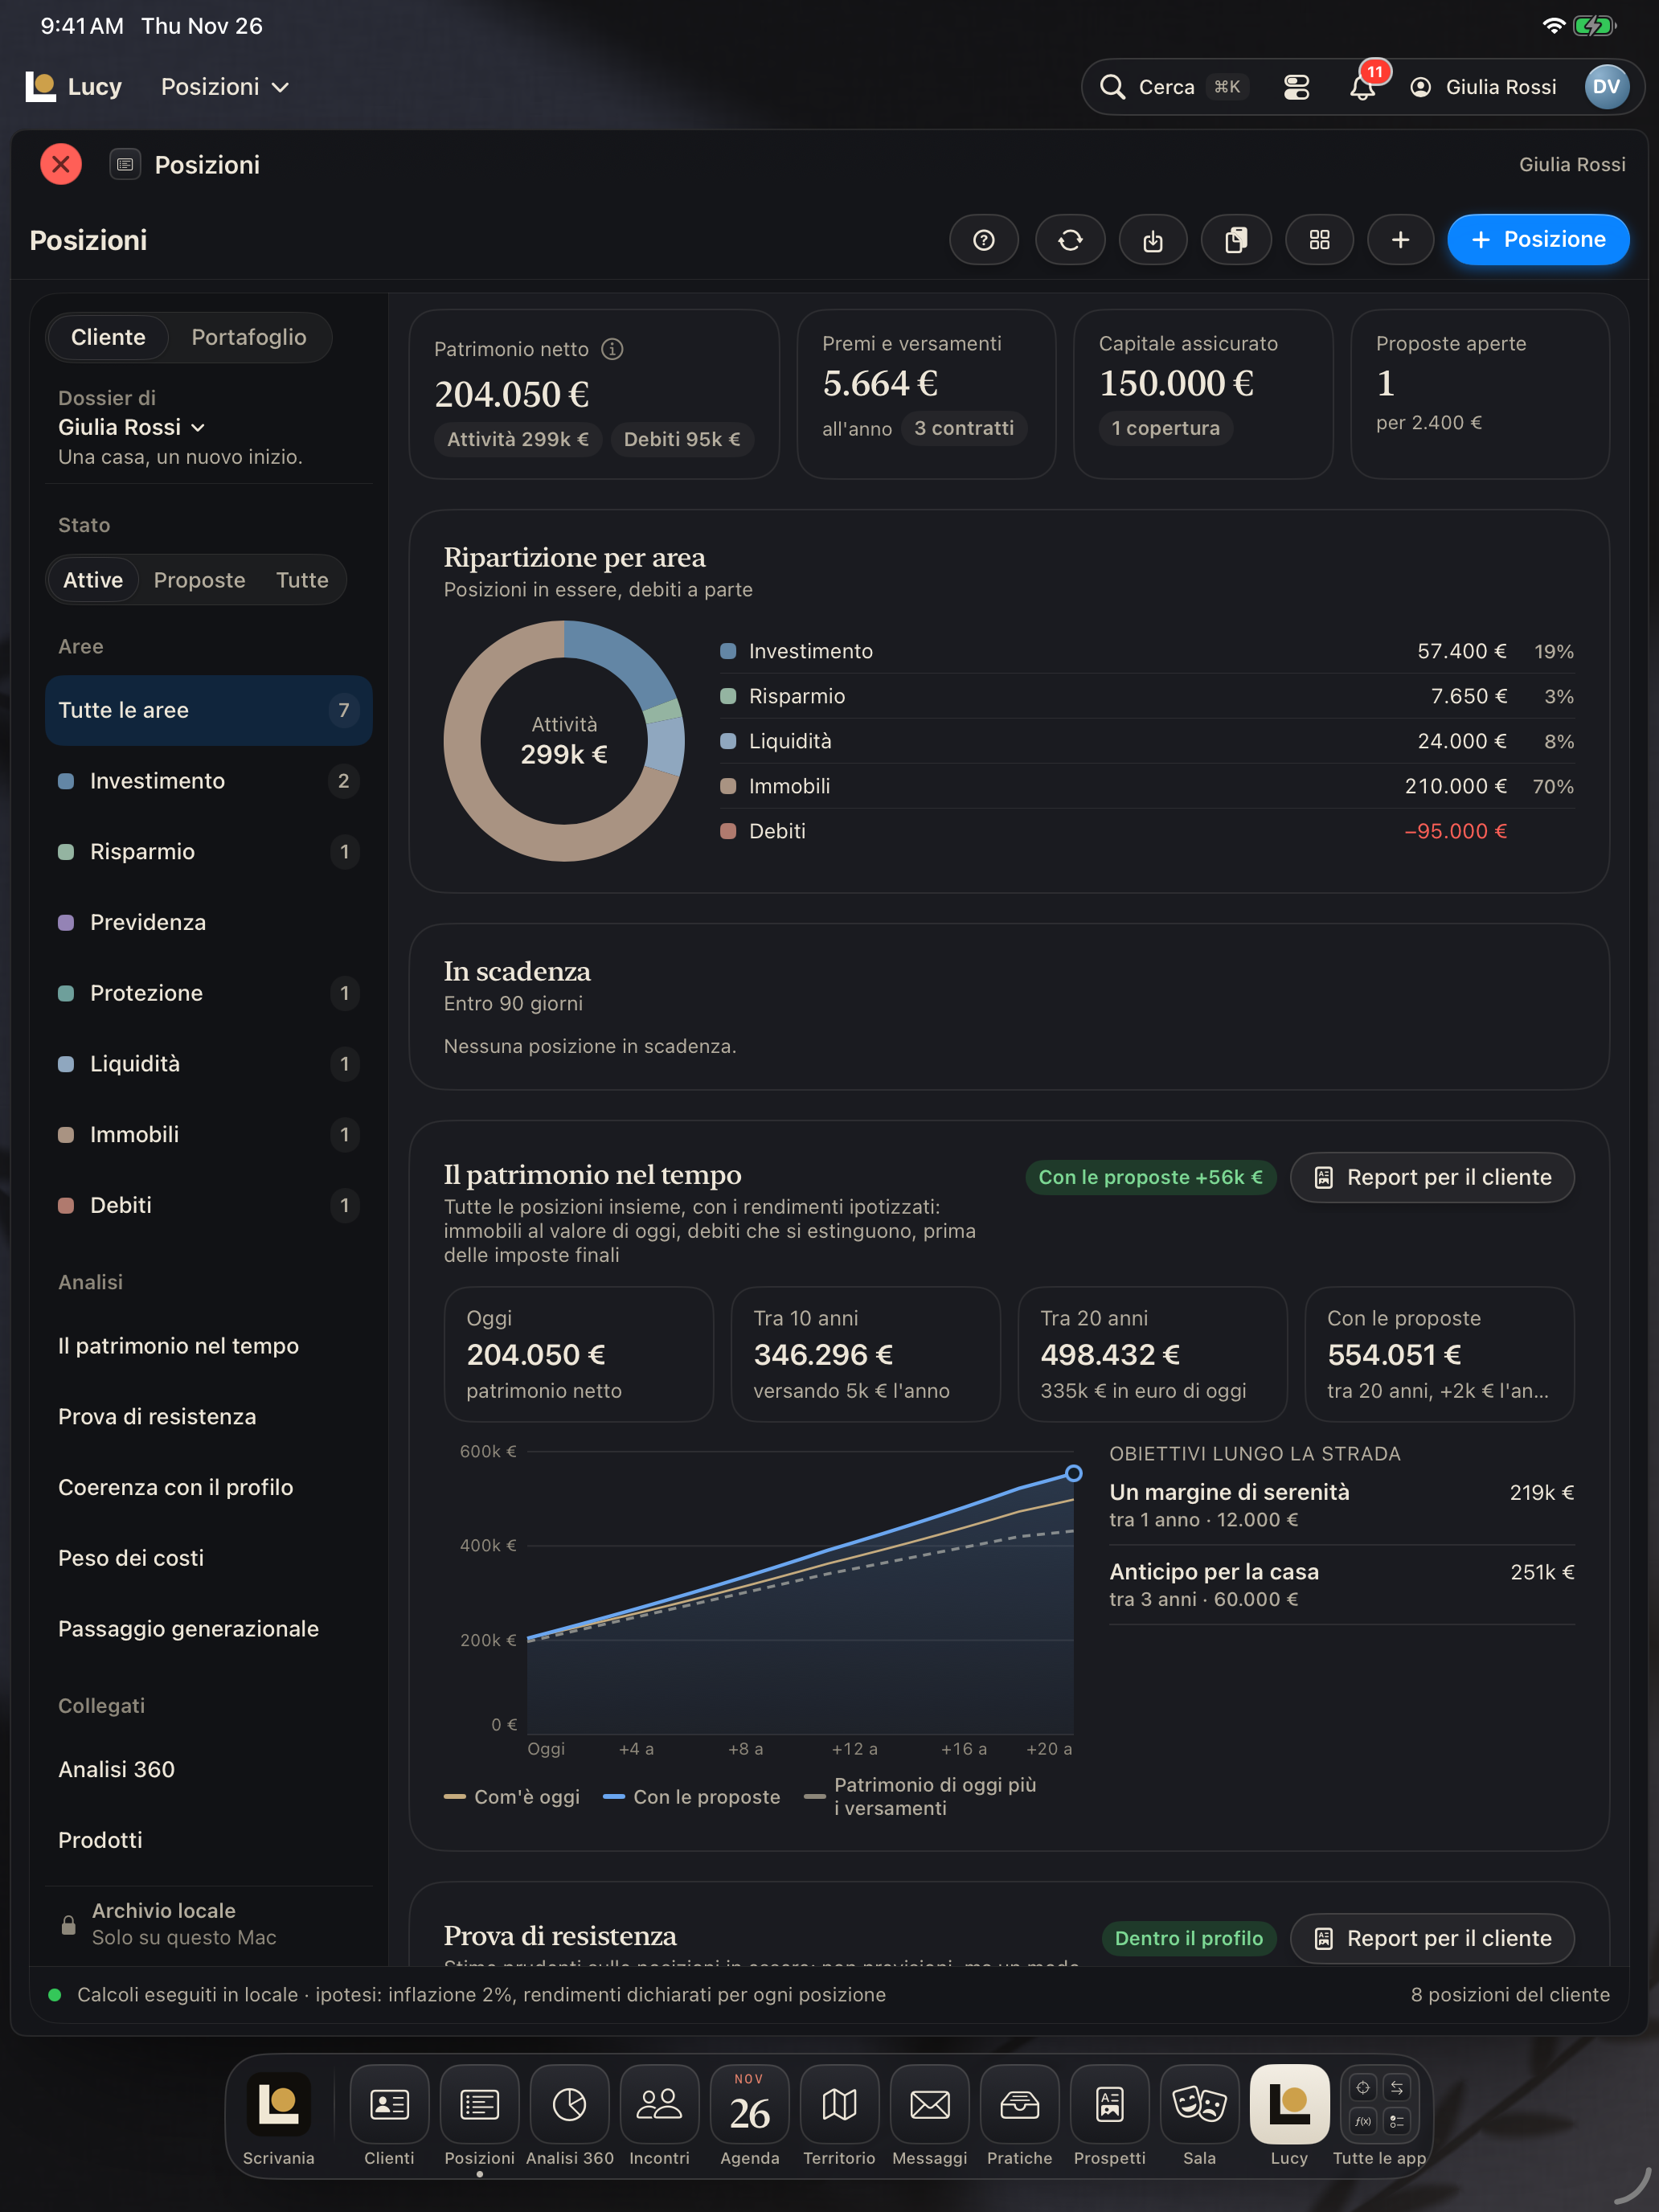 9:41 AM Thu Nov 26
Lucy
Posizioni
Cerca ⌘K
11
Giulia Rossi
DV
Posizioni
Giulia Rossi
Posizioni
+ Posizione
Cliente
Portafoglio
Dossier di
Giulia Rossi
Una casa, un nuovo inizio.
Stato
Attive
Proposte
Tutte
Aree
Tutte le aree 7
Investimento 2
Risparmio 1
Previdenza
Protezione 1
Liquidità 1
Immobili 1
Debiti 1
Analisi
Il patrimonio nel tempo
Prova di resistenza
Coerenza con il profilo
Peso dei costi
Passaggio generazionale
Collegati
Analisi 360
Prodotti
Archivio locale
Solo su questo Mac
Patrimonio netto
204.050 €
Attività 299k €
Debiti 95k €
Premi e versamenti
5.664 €
all'anno
3 contratti
Capitale assicurato
150.000 €
1 copertura
Proposte aperte
1
per 2.400 €
Ripartizione per area
Posizioni in essere, debiti a parte
Attività
299k €
Investimento 57.400 € 19%
Risparmio 7.650 € 3%
Liquidità 24.000 € 8%
Immobili 210.000 € 70%
Debiti –95.000 €
In scadenza
Entro 90 giorni
Nessuna posizione in scadenza.
Il patrimonio nel tempo
Tutte le posizioni insieme, con i rendimenti ipotizzati:
immobili al valore di oggi, debiti che si estinguono, prima
delle imposte finali
Con le proposte +56k €
Report per il cliente
Oggi
204.050 €
patrimonio netto
Tra 10 anni
346.296 €
versando 5k € l'anno
Tra 20 anni
498.432 €
335k € in euro di oggi
Con le proposte
554.051 €
tra 20 anni, +2k € l'an...
600k €
400k €
200k €
0 €
Oggi +4 a +8 a +12 a +16 a +20 a
Com'è oggi
Con le proposte
Patrimonio di oggi più
i versamenti
OBIETTIVI LUNGO LA STRADA
Un margine di serenità 219k €
tra 1 anno · 12.000 €
Anticipo per la casa 251k €
tra 3 anni · 60.000 €
Prova di resistenza
Dentro il profilo
Report per il cliente
Calcoli eseguiti in locale · ipotesi: inflazione 2%, rendimenti dichiarati per ogni posizione
8 posizioni del cliente
NOV
26
f(x)
Scrivania Clienti Posizioni Analisi 360 Incontri Agenda Territorio Messaggi Pratiche Prospetti Sala Lucy Tutte le app